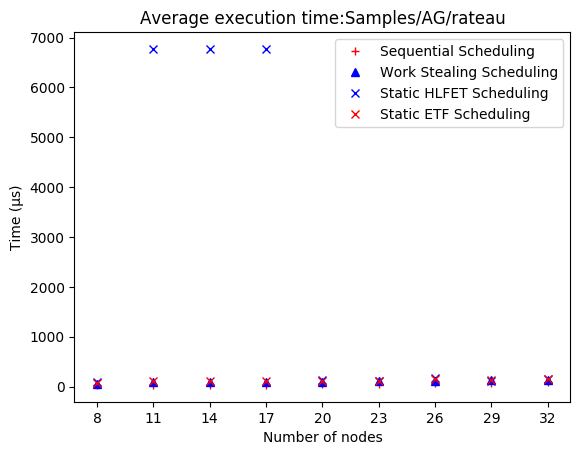 Average execution time:Samples/AG/rateau
7000
6000
5000
4000
3000
2000
1000
0
Time (µs)
Sequential Scheduling
Work Stealing Scheduling
Static HLFET Scheduling
Static ETF Scheduling
8 11 14 17 20 23 26 29 32
Number of nodes